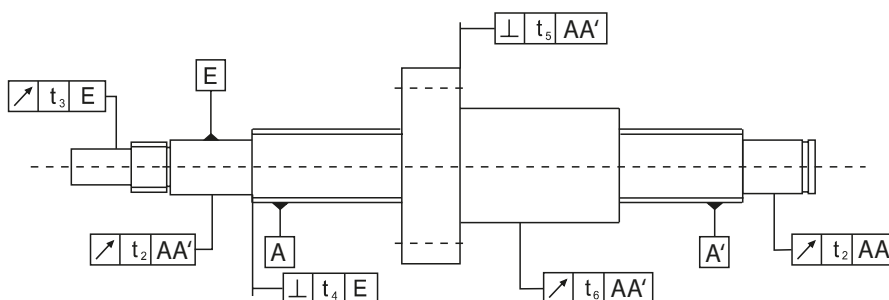 ⊥ t₅ AA'
E
↗ t₃ E
↗ t₂ AA'
A
A'
↗ t₂ AA
⊥ t₄ E
↗ t₆ AA'